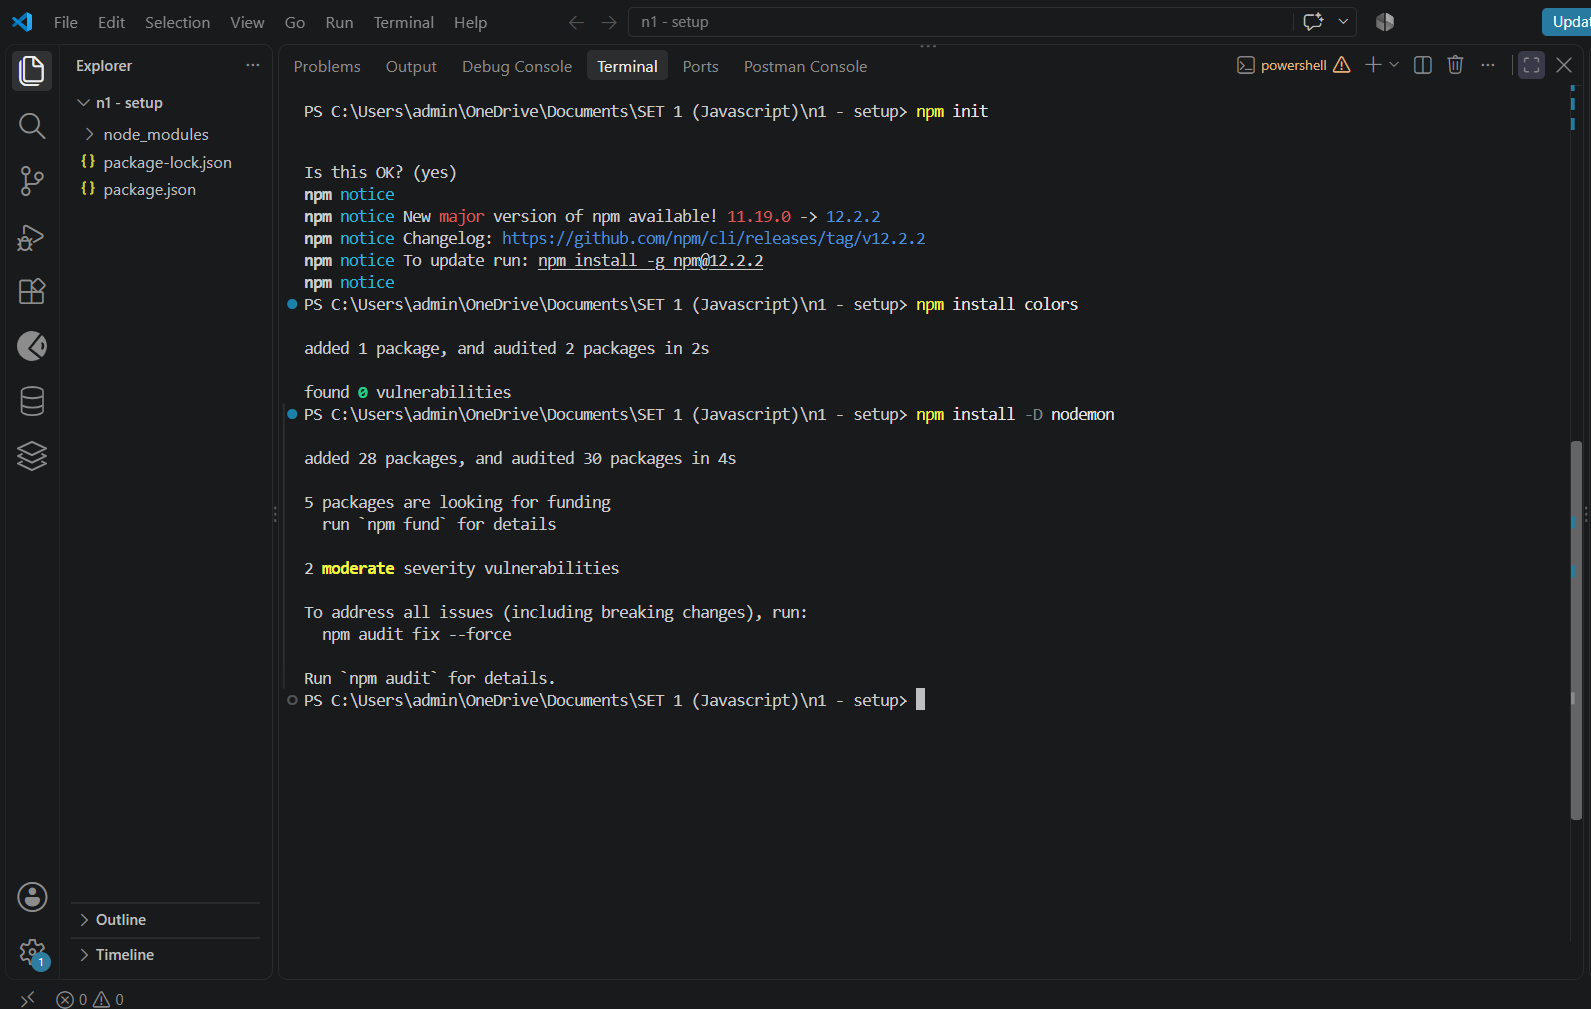 File Edit Selection View Go Run Terminal Help
n1 - setup
Explorer
n1 - setup
node_modules
package-lock.json
package.json
Outline
Timeline
1
Problems Output Debug Console Terminal Ports Postman Console
powershell
PS C:\Users\admin\OneDrive\Documents\SET 1 (Javascript)\n1 - setup> npm init
Is this OK? (yes)
npm notice
npm notice New major version of npm available! 11.19.0 -> 12.2.2
npm notice Changelog: https://github.com/npm/cli/releases/tag/v12.2.2
npm notice To update run: npm install -g npm@12.2.2
npm notice
PS C:\Users\admin\OneDrive\Documents\SET 1 (Javascript)\n1 - setup> npm install colors
added 1 package, and audited 2 packages in 2s
found 0 vulnerabilities
PS C:\Users\admin\OneDrive\Documents\SET 1 (Javascript)\n1 - setup> npm install -D nodemon
added 28 packages, and audited 30 packages in 4s
5 packages are looking for funding
run `npm fund` for details
2 moderate severity vulnerabilities
To address all issues (including breaking changes), run:
npm audit fix --force
Run `npm audit` for details.
PS C:\Users\admin\OneDrive\Documents\SET 1 (Javascript)\n1 - setup>
0 0